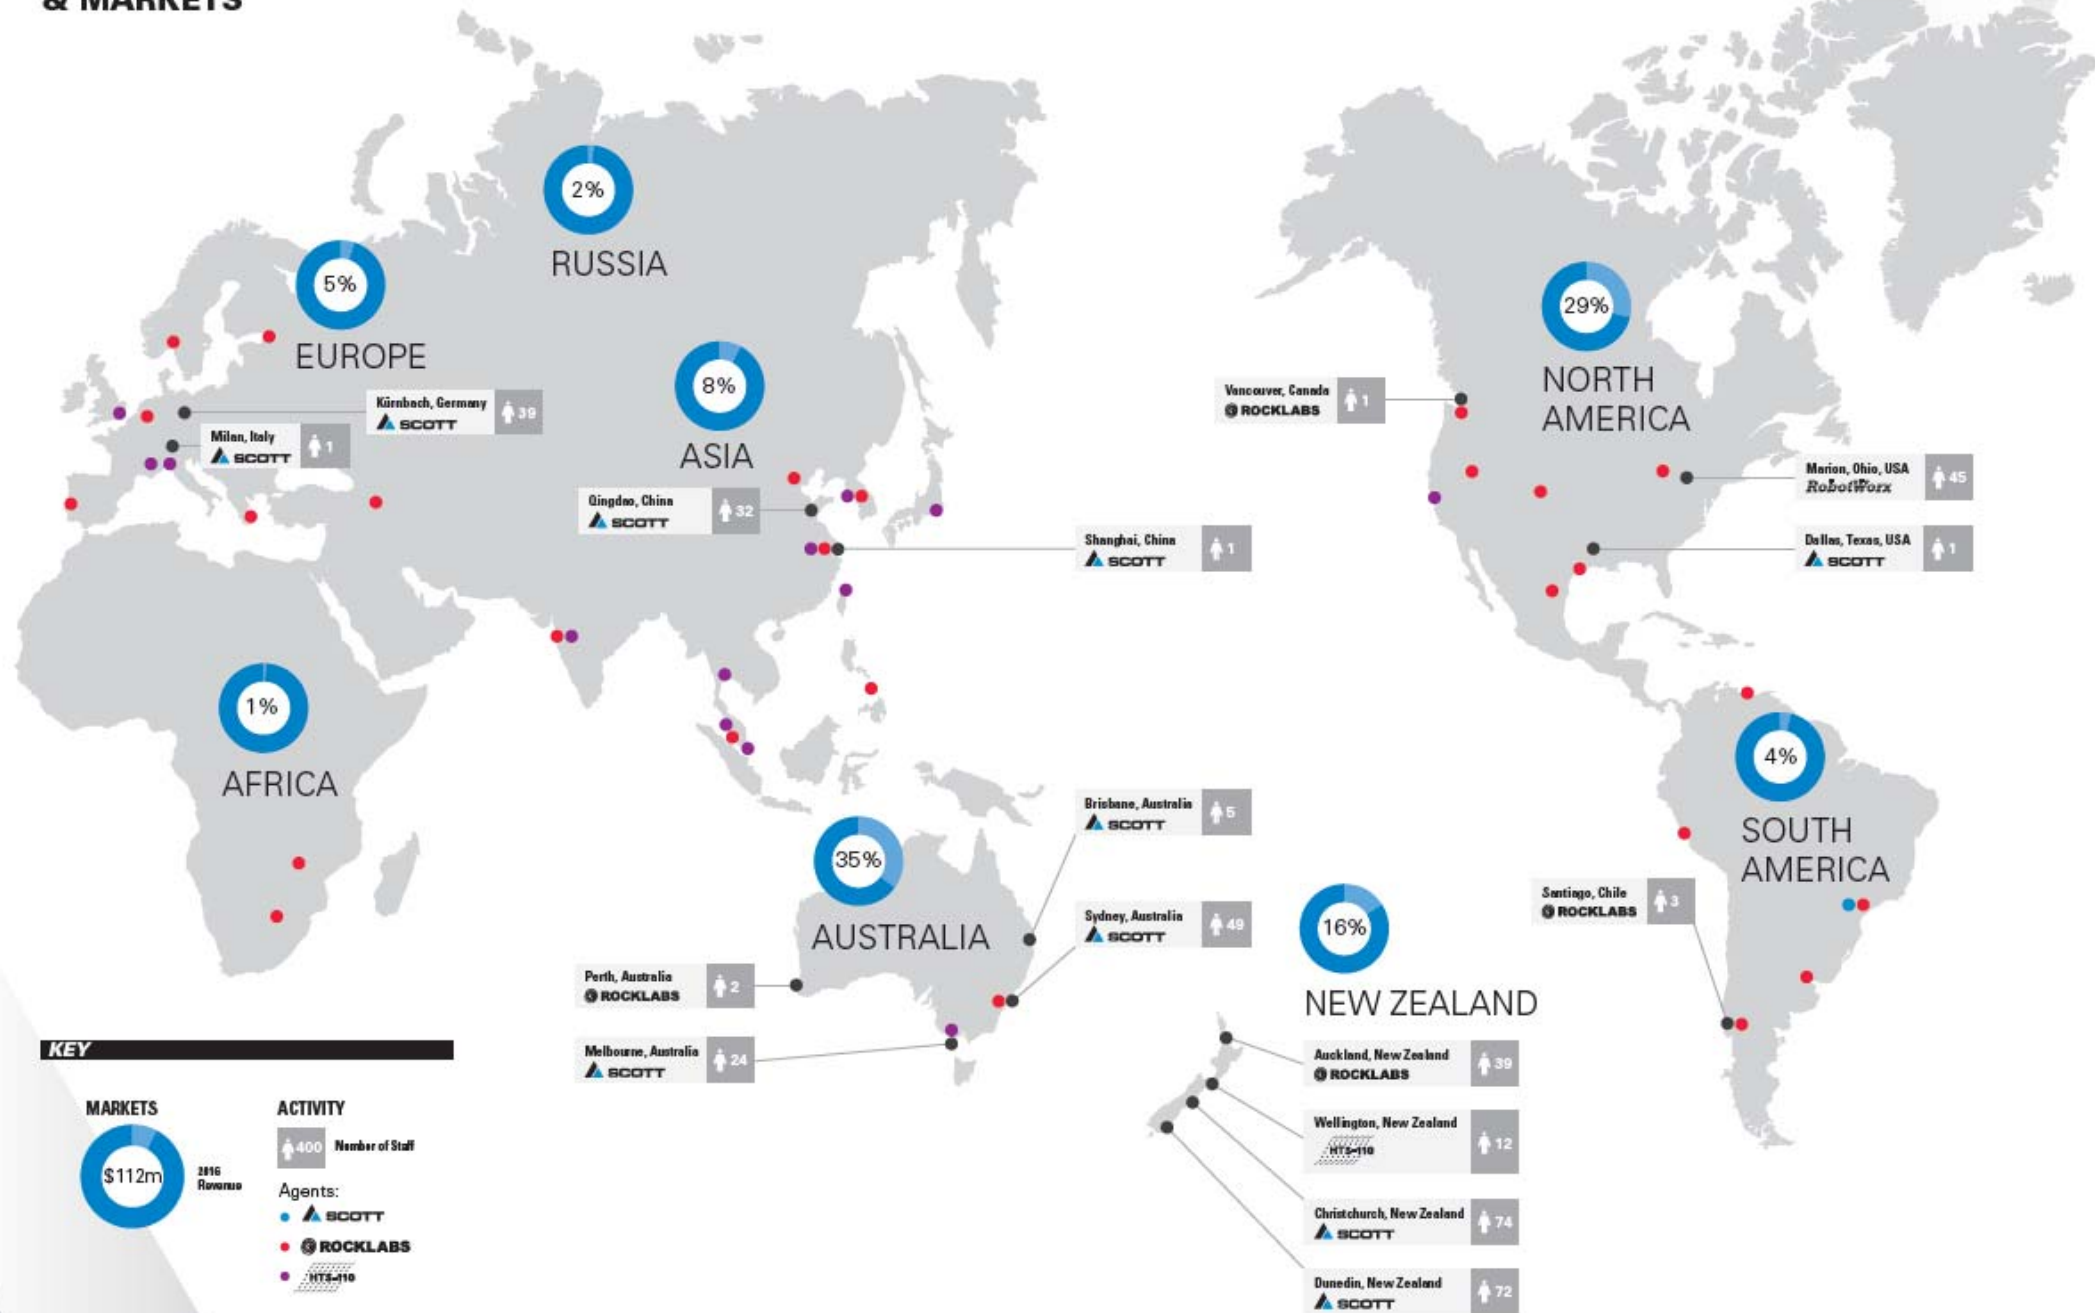 & MARKETS
2%
RUSSIA
5%
EUROPE
29%
NORTH
AMERICA
8%
ASIA
Kürnbach, Germany
SCOTT
39
Milan, Italy
SCOTT
1
Vancouver, Canada
ROCKLABS
1
Qingdao, China
SCOTT
32
Shanghai, China
SCOTT
1
Marion, Ohio, USA
RobotWorx
45
Dallas, Texas, USA
SCOTT
1
1%
AFRICA
4%
SOUTH
AMERICA
35%
AUSTRALIA
Brisbane, Australia
SCOTT
5
Sydney, Australia
SCOTT
49
Perth, Australia
ROCKLABS
2
Melbourne, Australia
SCOTT
24
Santiago, Chile
ROCKLABS
3
16%
NEW ZEALAND
Auckland, New Zealand
ROCKLABS
39
Wellington, New Zealand
HTS-110
12
Christchurch, New Zealand
SCOTT
74
Dunedin, New Zealand
SCOTT
72
KEY
MARKETS
$112m
2016
Revenue
ACTIVITY
400
Number of Staff
Agents:
SCOTT
ROCKLABS
HTS-110